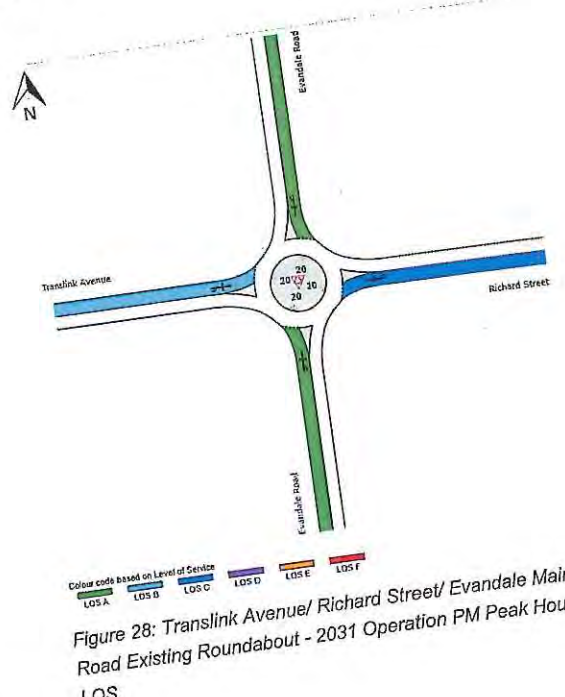 N
Evandale Road
Translink Avenue
Richard Street
20
20
20
20
Evandale Road
Colour code based on Level of Service
LOS A LOS B LOS C LOS D LOS E LOS F
Figure 28: Translink Avenue/ Richard Street/ Evandale Main
Road Existing Roundabout - 2031 Operation PM Peak Hou
LOS